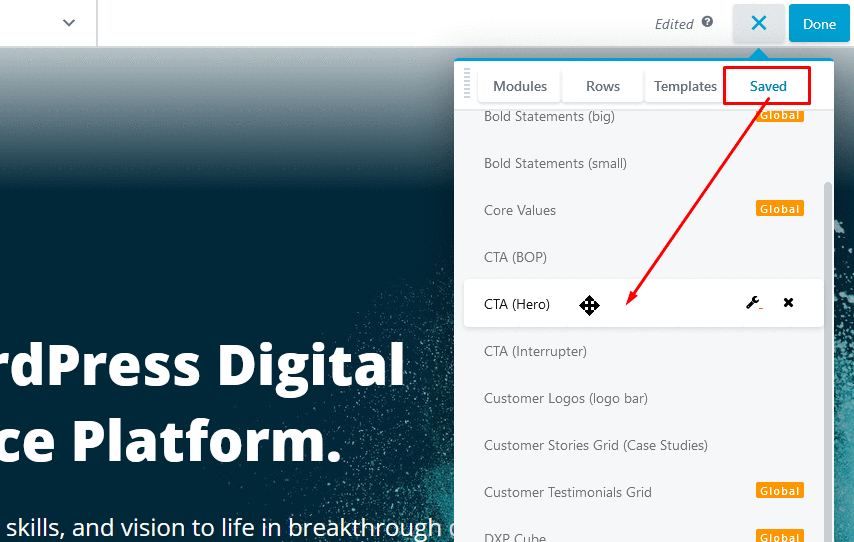 Edited
Done
Modules
Rows
Templates
Saved
Bold Statements (big)
Global
Bold Statements (small)
Core Values
Global
CTA (BOP)
CTA (Hero)
CTA (Interrupter)
Customer Logos (logo bar)
Customer Stories Grid (Case Studies)
Customer Testimonials Grid
Global
DXP Cube
Global
rdPress Digital
ce Platform.
skills, and vision to life in breakthrough